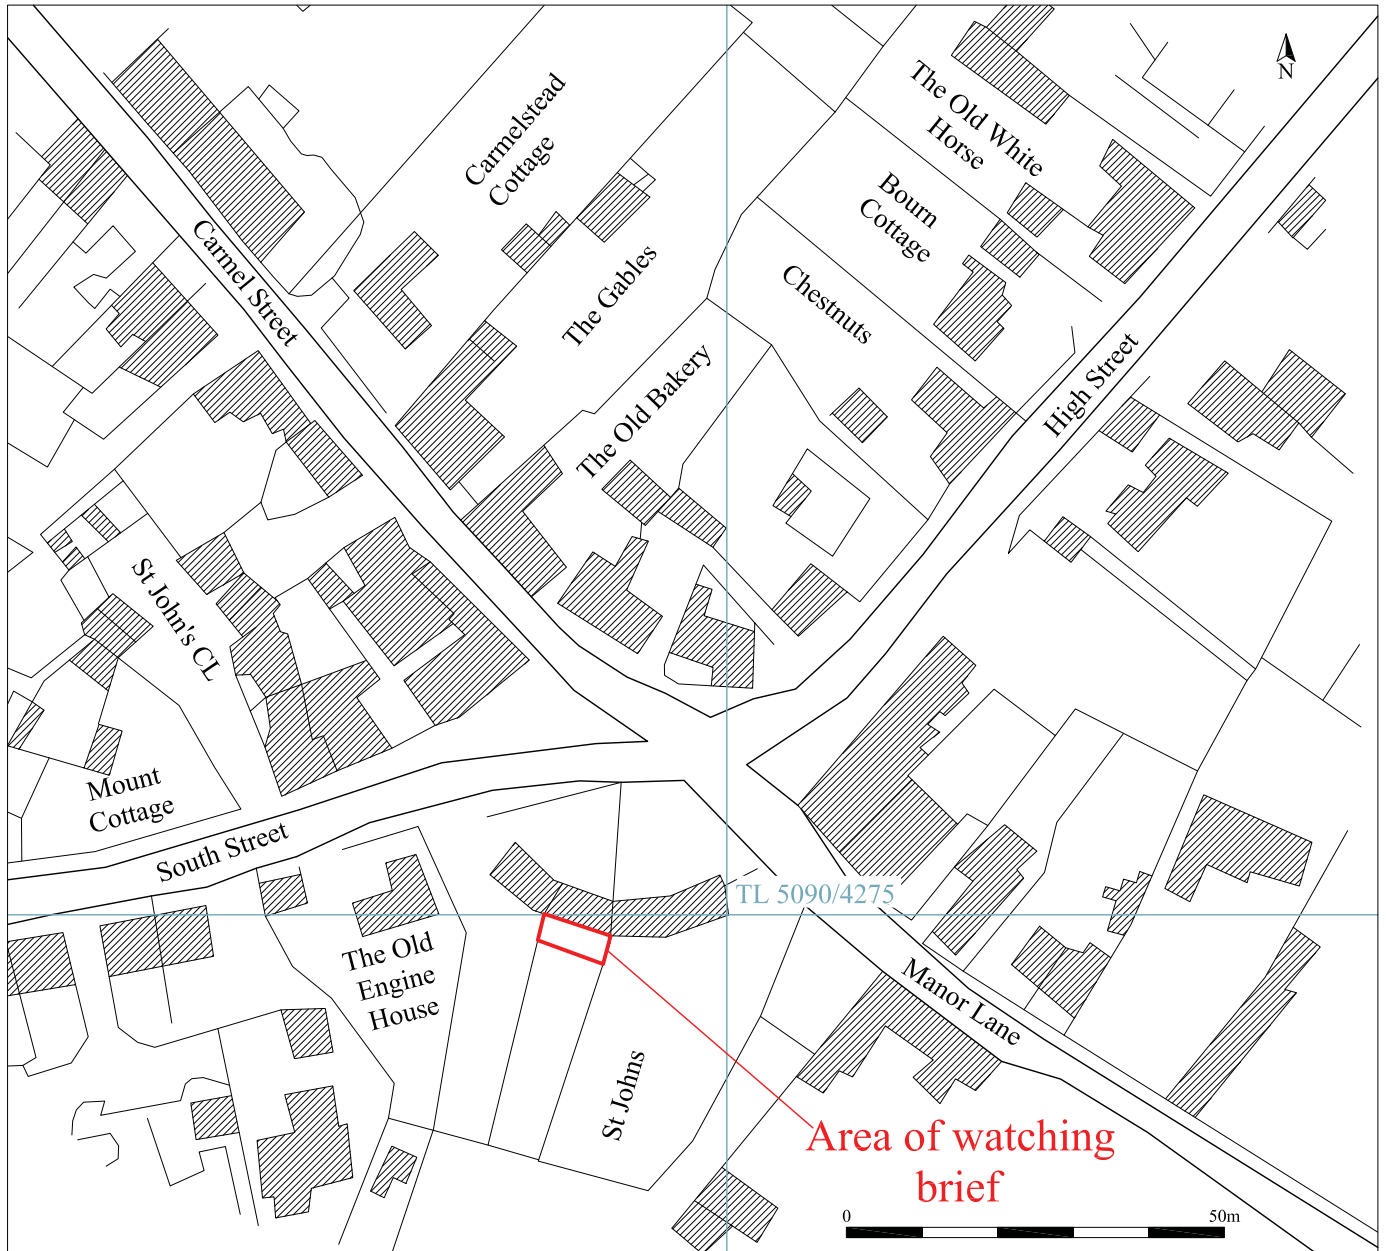 N
The Old White
Horse
Carmelstead
Cottage
Bourn
Cottage
Carmel Street
The Gables
Chestnuts
High Street
The Old Bakery
St John's CL
Mount
Cottage
South Street
TL 5090/4275
The Old
Engine
House
Manor Lane
St Johns
Area of watching
brief
0
50m